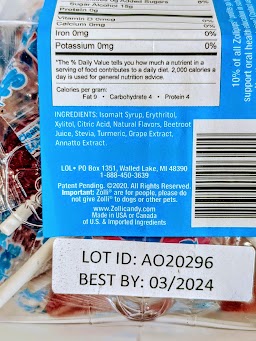 Sugar Alcohol 15g
Protein 0g
Vitamin D 0mcg 0%
Calcium 0mg 0%
Iron 0mg 0%
Potassium 0mg 0%
*The % Daily Value tells you how much a nutrient in a
serving of food contributes to a daily diet. 2,000 calories a
day is used for general nutrition advice.
Calories per gram:
Fat 9 • Carbohydrate 4 • Protein 4
INGREDIENTS: Isomalt Syrup, Erythritol,
Xylitol, Citric Acid, Natural Flavors, Beetroot
Juice, Stevia, Turmeric, Grape Extract,
Annatto Extract.
LOL • PO Box 1351, Walled Lake, MI 48390
1-888-450-3639
Patent Pending. ©2020. All Rights Reserved.
Important: Zolli® are for people, please do
not give Zolli® to dogs or other pets.
www.Zollicandy.com
Made in USA or Canada
of U.S. & Imported Ingredients
10% of all Zolli
support oral hea
LOT ID: AO20296
BEST BY: 03/2024